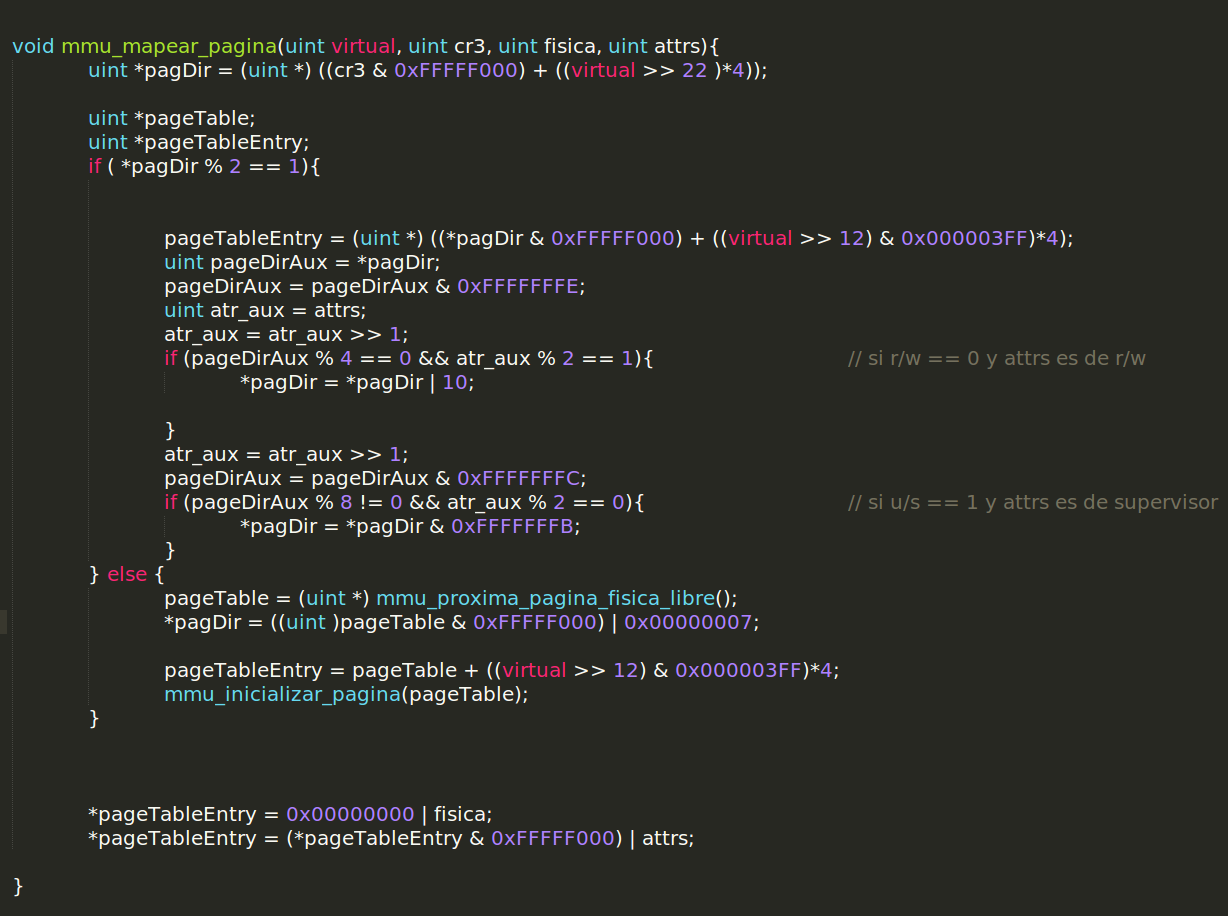 void mmu_mapear_pagina(uint virtual, uint cr3, uint fisica, uint attrs){
uint *pagDir = (uint *) ((cr3 & 0xFFFFF000) + ((virtual >> 22 )*4));
uint *pageTable;
uint *pageTableEntry;
if ( *pagDir % 2 == 1){
pageTableEntry = (uint *) ((*pagDir & 0xFFFFF000) + ((virtual >> 12) & 0x000003FF)*4);
uint pageDirAux = *pagDir;
pageDirAux = pageDirAux & 0xFFFFFFFE;
uint atr_aux = attrs;
atr_aux = atr_aux >> 1;
if (pageDirAux % 4 == 0 && atr_aux % 2 == 1){ // si r/w == 0 y attrs es de r/w
*pagDir = *pagDir | 10;
}
atr_aux = atr_aux >> 1;
pageDirAux = pageDirAux & 0xFFFFFFFC;
if (pageDirAux % 8 != 0 && atr_aux % 2 == 0){ // si u/s == 1 y attrs es de supervisor
*pagDir = *pagDir & 0xFFFFFFFB;
}
} else {
pageTable = (uint *) mmu_proxima_pagina_fisica_libre();
*pagDir = ((uint )pageTable & 0xFFFFF000) | 0x00000007;
pageTableEntry = pageTable + ((virtual >> 12) & 0x000003FF)*4;
mmu_inicializar_pagina(pageTable);
}
*pageTableEntry = 0x00000000 | fisica;
*pageTableEntry = (*pageTableEntry & 0xFFFFF000) | attrs;
}